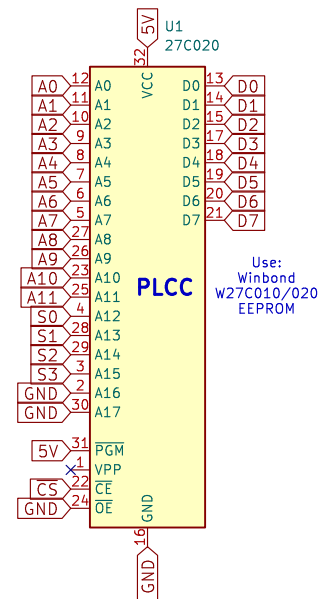 5V
U1
27C020
32
VCC
A0 12 A0 D0 13 D0
A1 11 A1 D1 14 D1
A2 10 A2 D2 15 D2
A3 9 A3 D3 17 D3
A4 8 A4 D4 18 D4
A5 7 A5 D5 19 D5
A6 6 A6 D6 20 D6
A7 5 A7 D7 21 D7
A8 27 A8
A9 26 A9
A10 23 A10
A11 25 A11
S0 4 A12
S1 28 A13
S2 29 A14
S3 3 A15
GND 2 A16
GND 30 A17
PLCC
Use:
Winbond
W27C010/020
EEPROM
5V 31 PGM
1 VPP
CS 22 CE
GND 24 OE
GND
16
GND